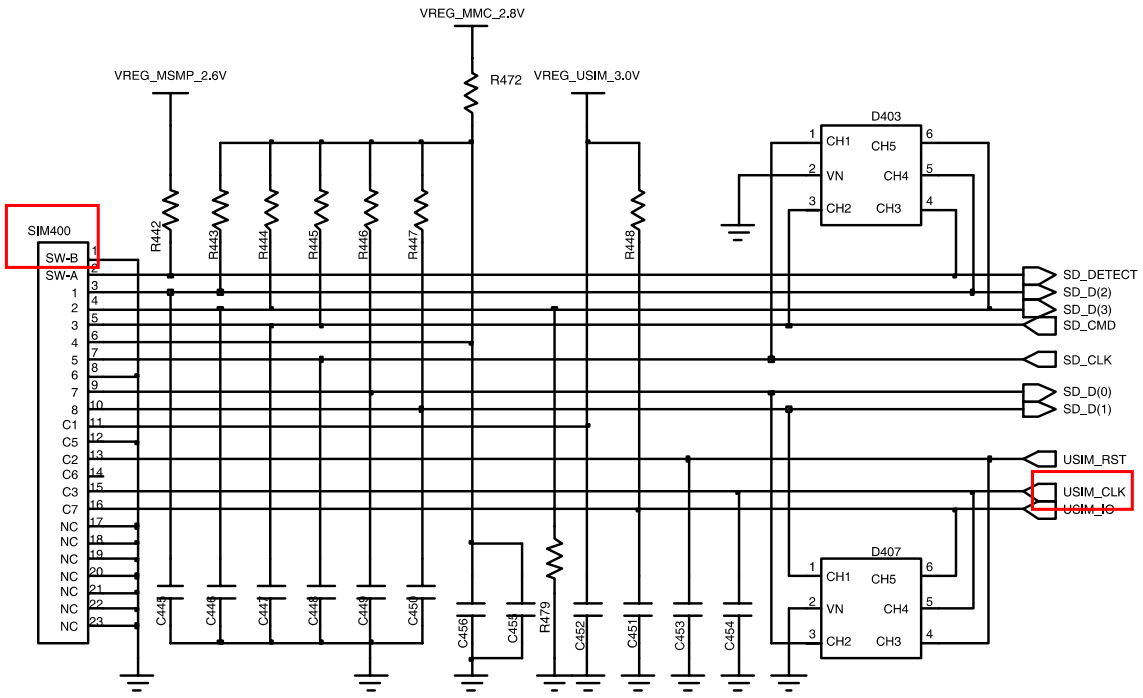 VREG_MMC_2.8V
VREG_MSMP_2.6V
R472
VREG_USIM_3.0V
D403
1 CH1 CH5 6
2 VN CH4 5
3 CH2 CH3 4
R442
R443
R444
R445
R446
R447
R448
SIM400
SW-B 1
SW-A 2
1 3
2 4
3 5
4 6
5 7
6 8
7 9
8 10
C1 11
C5 12
C2 13
C6 14
C3 15
C7 16
NC 17
NC 18
NC 19
NC 20
NC 21
NC 22
NC 23
SD_DETECT
SD_D(2)
SD_D(3)
SD_CMD
SD_CLK
SD_D(0)
SD_D(1)
USIM_RST
USIM_CLK
USIM_IO
D407
1 CH1 CH5 6
2 VN CH4 5
3 CH2 CH3 4
C445
C446
C447
C448
C449
C450
C456
C455
R479
C452
C451
C453
C454